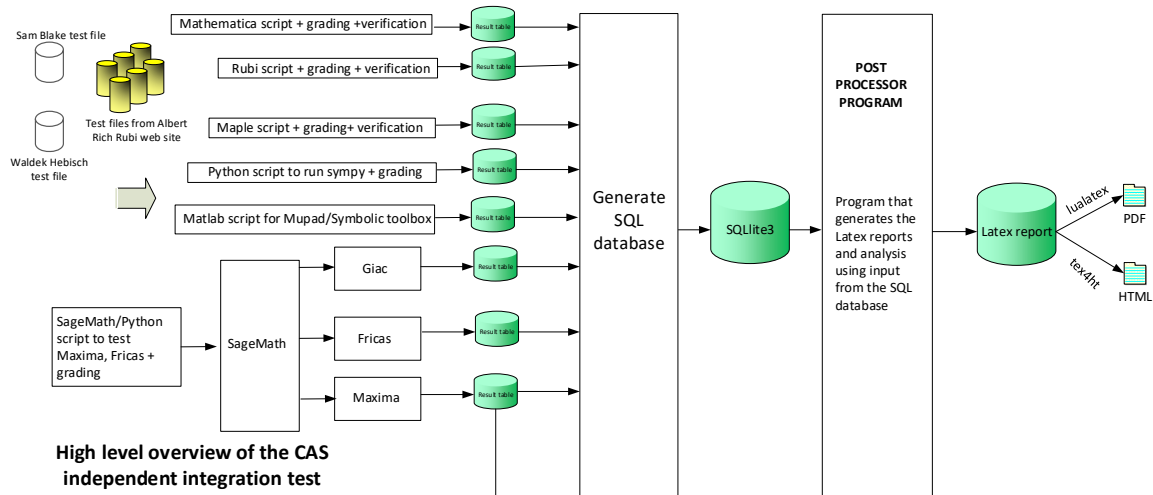 Mathematica script + grading +verification
Result table
Sam Blake test file
Rubi script + grading + verification
Result table
Test files from Albert
Rich Rubi web site
Waldek Hebisch
test file
Maple script + grading+ verification
Result table
Python script to run sympy + grading
Result table
Matlab script for Mupad/Symbolic toolbox
Result table
Giac
Result table
SageMath/Python
script to test
Maxima, Fricas +
grading
SageMath
Fricas
Result table
Maxima
Result table
High level overview of the CAS
independent integration test
Generate
SQL
database
SQLlite3
POST
PROCESSOR
PROGRAM
Program that
generates the
Latex reports
and analysis
using input
from the SQL
database
Latex report
lualatex
PDF
tex4ht
HTML